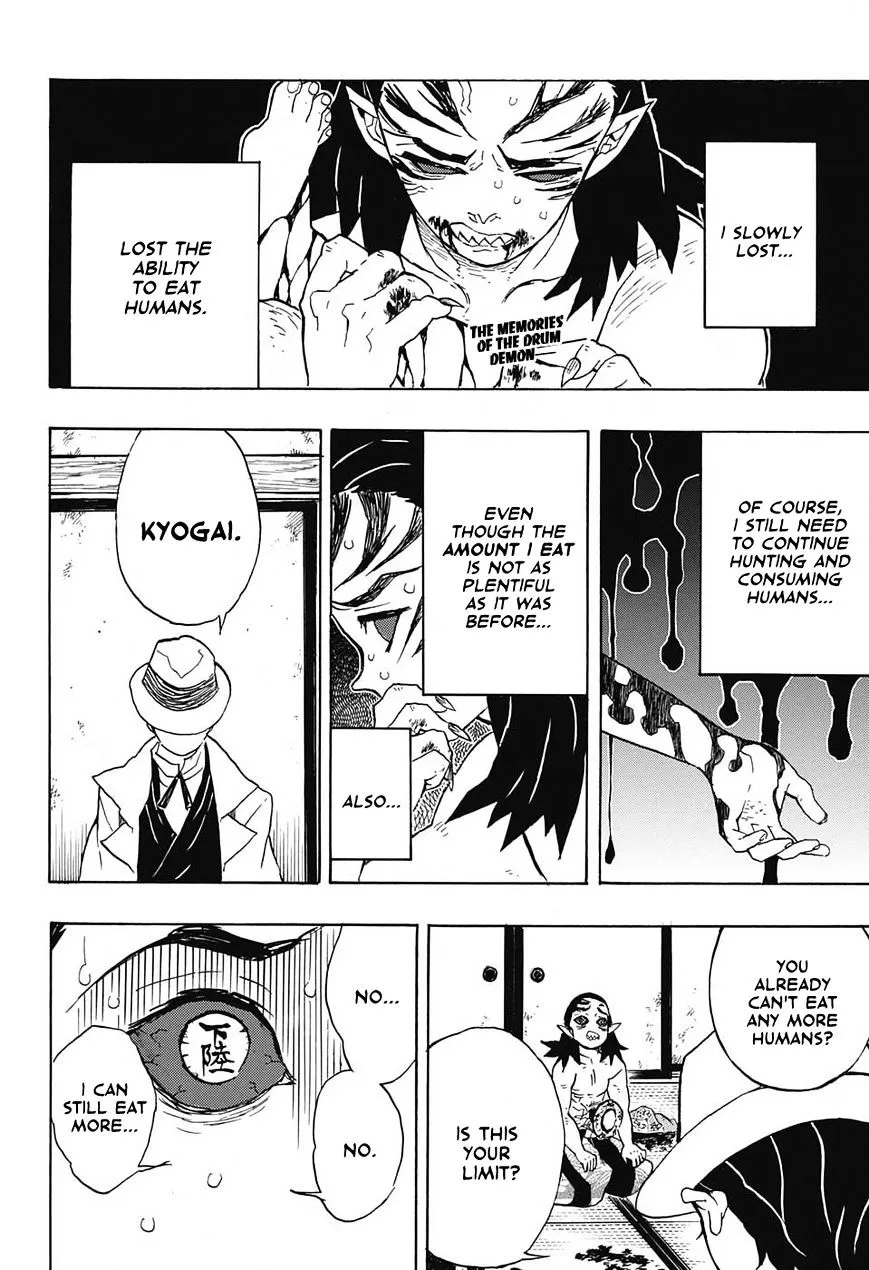 I SLOWLY
LOST...
LOST THE
ABILITY
TO EAT
HUMANS.
THE MEMORIES
OF THE DRUM
DEMON
OF COURSE,
I STILL NEED
TO CONTINUE
HUNTING AND
CONSUMING
HUMANS...
EVEN
THOUGH THE
AMOUNT I EAT
IS NOT AS
PLENTIFUL
AS IT WAS
BEFORE...
ALSO...
KYOGAI.
YOU
ALREADY
CAN'T EAT
ANY MORE
HUMANS?
IS THIS
YOUR
LIMIT?
NO...
NO.
I CAN
STILL EAT
MORE...
下
陸